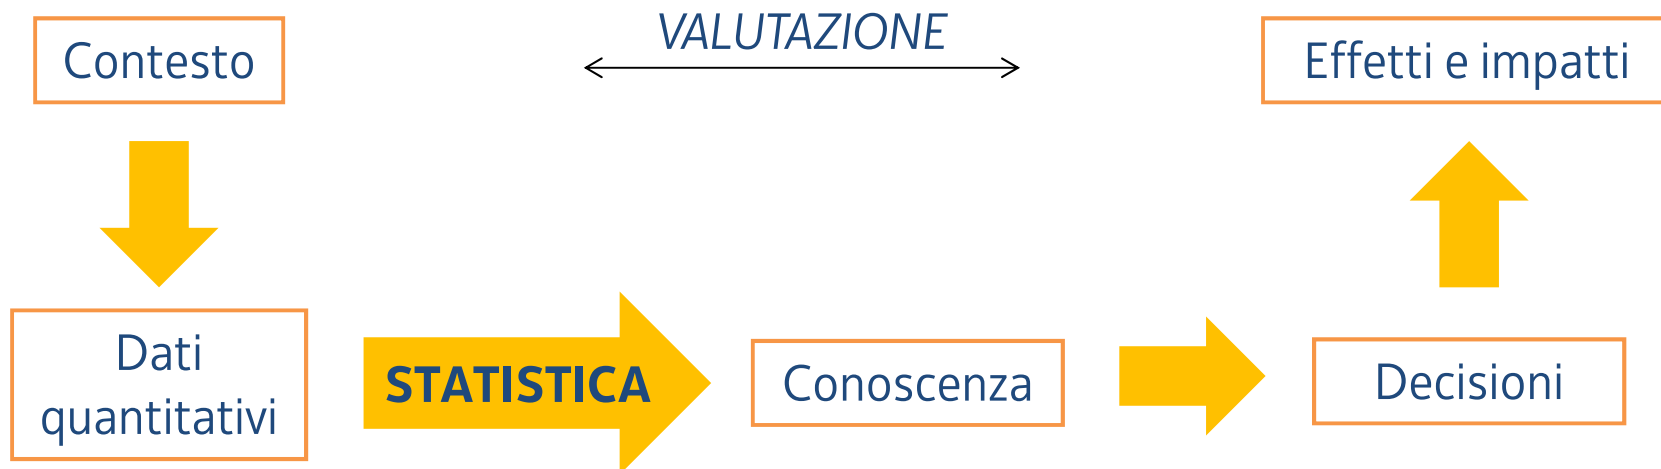 Contesto
VALUTAZIONE
Effetti e impatti
Dati
quantitativi
STATISTICA
Conoscenza
Decisioni